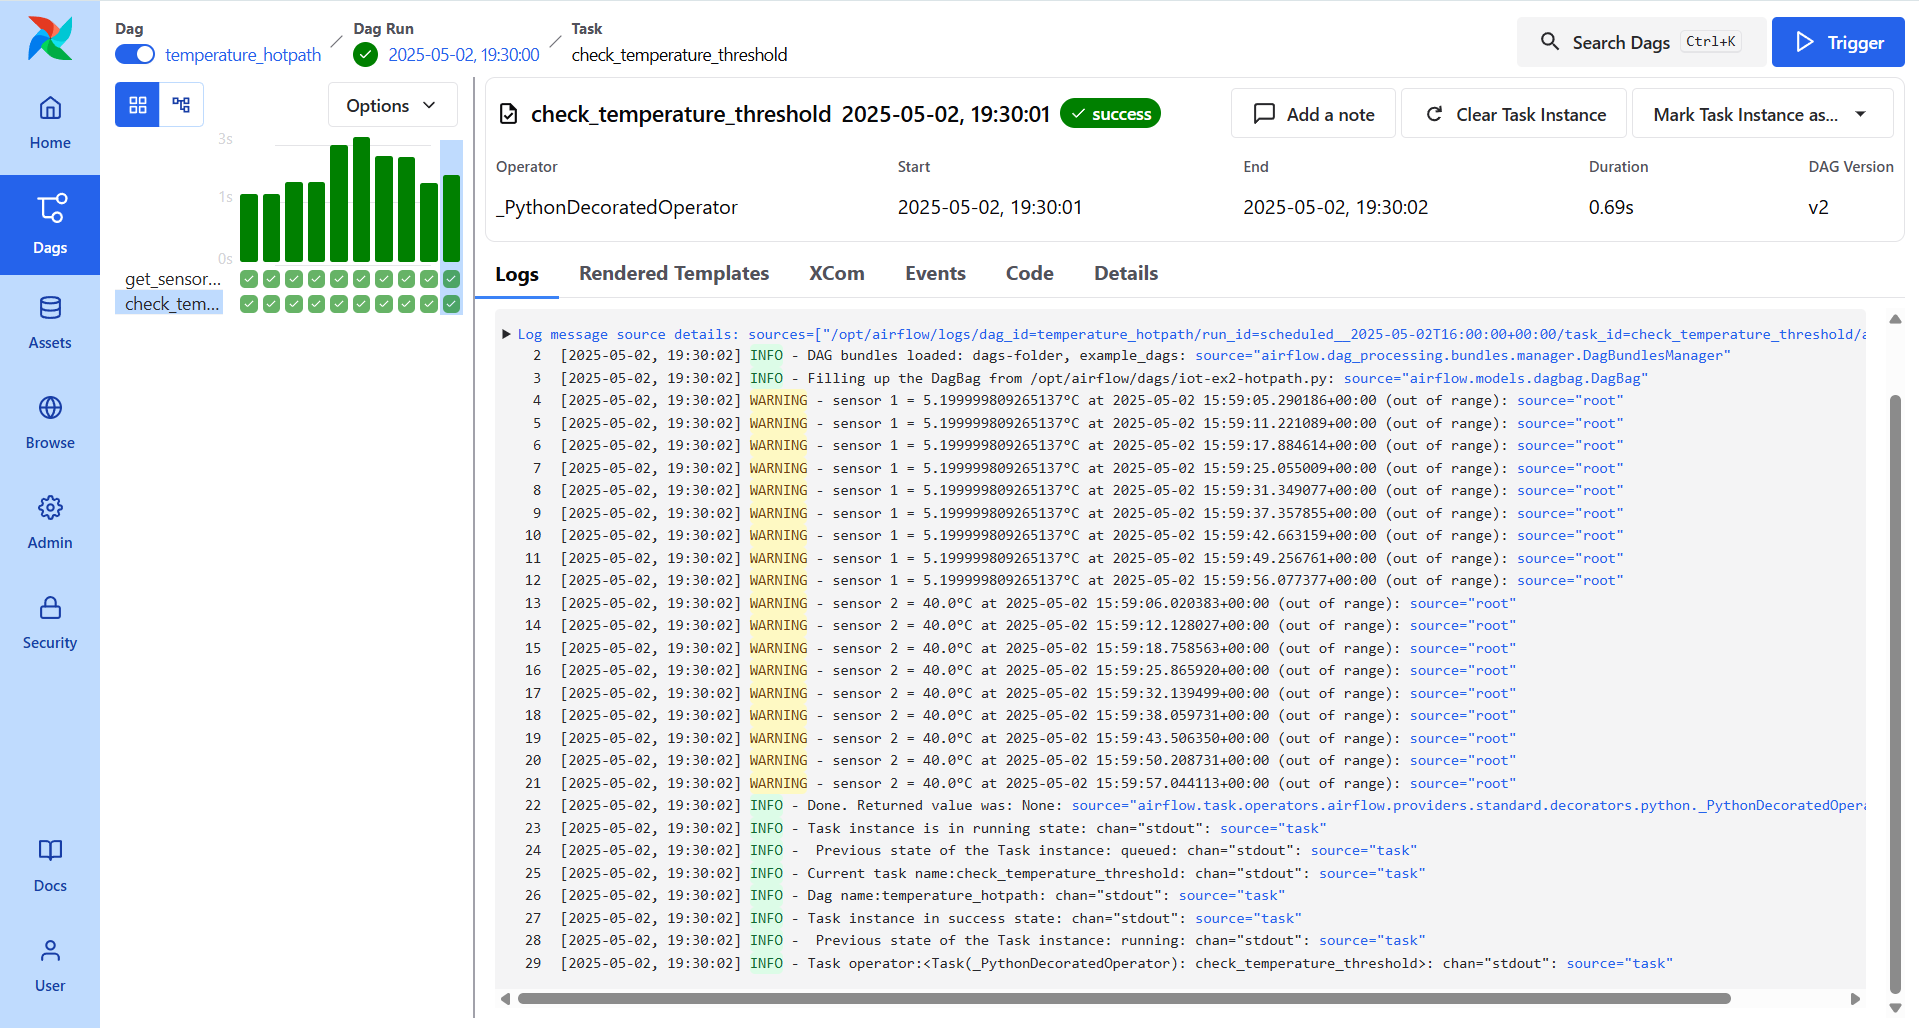 Dag
temperature_hotpath
Dag Run
2025-05-02, 19:30:00
Task
check_temperature_threshold
Search Dags Ctrl+K
Trigger
Home
Dags
Assets
Browse
Admin
Security
Docs
User
Options
3s
1s
0s
get_sensor...
check_tem...
check_temperature_threshold 2025-05-02, 19:30:01 success
Add a note
Clear Task Instance
Mark Task Instance as...
Operator Start End Duration DAG Version
_PythonDecoratedOperator 2025-05-02, 19:30:01 2025-05-02, 19:30:02 0.69s v2
Logs Rendered Templates XCom Events Code Details
Log message source details: sources=["/opt/airflow/logs/dag_id=temperature_hotpath/run_id=scheduled__2025-05-02T16:00:00+00:00/task_id=check_temperature_threshold/a
2 [2025-05-02, 19:30:02] INFO - DAG bundles loaded: dags-folder, example_dags: source="airflow.dag_processing.bundles.manager.DagBundlesManager"
3 [2025-05-02, 19:30:02] INFO - Filling up the DagBag from /opt/airflow/dags/iot-ex2-hotpath.py: source="airflow.models.dagbag.DagBag"
4 [2025-05-02, 19:30:02] WARNING - sensor 1 = 5.199999809265137°C at 2025-05-02 15:59:05.290186+00:00 (out of range): source="root"
5 [2025-05-02, 19:30:02] WARNING - sensor 1 = 5.199999809265137°C at 2025-05-02 15:59:11.221089+00:00 (out of range): source="root"
6 [2025-05-02, 19:30:02] WARNING - sensor 1 = 5.199999809265137°C at 2025-05-02 15:59:17.884614+00:00 (out of range): source="root"
7 [2025-05-02, 19:30:02] WARNING - sensor 1 = 5.199999809265137°C at 2025-05-02 15:59:25.055009+00:00 (out of range): source="root"
8 [2025-05-02, 19:30:02] WARNING - sensor 1 = 5.199999809265137°C at 2025-05-02 15:59:31.349077+00:00 (out of range): source="root"
9 [2025-05-02, 19:30:02] WARNING - sensor 1 = 5.199999809265137°C at 2025-05-02 15:59:37.357855+00:00 (out of range): source="root"
10 [2025-05-02, 19:30:02] WARNING - sensor 1 = 5.199999809265137°C at 2025-05-02 15:59:42.663159+00:00 (out of range): source="root"
11 [2025-05-02, 19:30:02] WARNING - sensor 1 = 5.199999809265137°C at 2025-05-02 15:59:49.256761+00:00 (out of range): source="root"
12 [2025-05-02, 19:30:02] WARNING - sensor 1 = 5.199999809265137°C at 2025-05-02 15:59:56.077377+00:00 (out of range): source="root"
13 [2025-05-02, 19:30:02] WARNING - sensor 2 = 40.0°C at 2025-05-02 15:59:06.020383+00:00 (out of range): source="root"
14 [2025-05-02, 19:30:02] WARNING - sensor 2 = 40.0°C at 2025-05-02 15:59:12.128027+00:00 (out of range): source="root"
15 [2025-05-02, 19:30:02] WARNING - sensor 2 = 40.0°C at 2025-05-02 15:59:18.758563+00:00 (out of range): source="root"
16 [2025-05-02, 19:30:02] WARNING - sensor 2 = 40.0°C at 2025-05-02 15:59:25.865920+00:00 (out of range): source="root"
17 [2025-05-02, 19:30:02] WARNING - sensor 2 = 40.0°C at 2025-05-02 15:59:32.139499+00:00 (out of range): source="root"
18 [2025-05-02, 19:30:02] WARNING - sensor 2 = 40.0°C at 2025-05-02 15:59:38.059731+00:00 (out of range): source="root"
19 [2025-05-02, 19:30:02] WARNING - sensor 2 = 40.0°C at 2025-05-02 15:59:43.506350+00:00 (out of range): source="root"
20 [2025-05-02, 19:30:02] WARNING - sensor 2 = 40.0°C at 2025-05-02 15:59:50.208731+00:00 (out of range): source="root"
21 [2025-05-02, 19:30:02] WARNING - sensor 2 = 40.0°C at 2025-05-02 15:59:57.044113+00:00 (out of range): source="root"
22 [2025-05-02, 19:30:02] INFO - Done. Returned value was: None: source="airflow.task.operators.airflow.providers.standard.decorators.python._PythonDecoratedOpera
23 [2025-05-02, 19:30:02] INFO - Task instance is in running state: chan="stdout": source="task"
24 [2025-05-02, 19:30:02] INFO -  Previous state of the Task instance: queued: chan="stdout": source="task"
25 [2025-05-02, 19:30:02] INFO - Current task name:check_temperature_threshold: chan="stdout": source="task"
26 [2025-05-02, 19:30:02] INFO - Dag name:temperature_hotpath: chan="stdout": source="task"
27 [2025-05-02, 19:30:02] INFO - Task instance in success state: chan="stdout": source="task"
28 [2025-05-02, 19:30:02] INFO -  Previous state of the Task instance: running: chan="stdout": source="task"
29 [2025-05-02, 19:30:02] INFO - Task operator:<Task(_PythonDecoratedOperator): check_temperature_threshold>: chan="stdout": source="task"